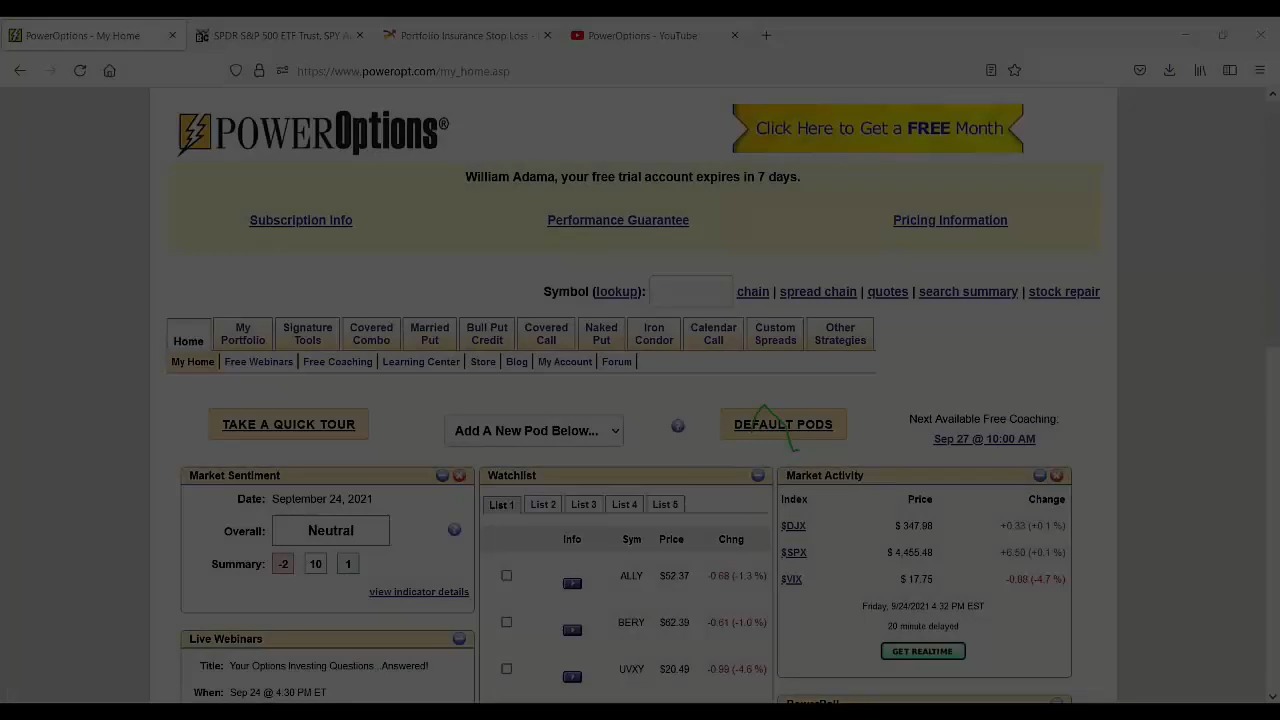 PowerOptions - My Home
SPDR S&P 500 ETF Trust, SPY
Portfolio Insurance Stop Loss -
PowerOptions - YouTube
https://www.poweropt.com/my_home.asp
POWEROptions®
Click Here to Get a FREE Month
William Adama, your free trial account expires in 7 days.
Subscription Info Performance Guarantee Pricing Information
Symbol (lookup): chain | spread chain | quotes | search summary | stock repair
Home My Portfolio Signature Tools Covered Combo Married Put Bull Put Credit Covered Call Naked Put Iron Condor Calendar Call Custom Spreads Other Strategies
My Home Free Webinars Free Coaching Learning Center Store Blog My Account Forum
TAKE A QUICK TOUR
Add A New Pod Below...
DEFAULT PODS
Next Available Free Coaching:
Sep 27 @ 10:00 AM
Market Sentiment
Date: September 24, 2021
Overall: Neutral
Summary: -2 10 1
view indicator details
Live Webinars
Title: Your Options Investing Questions...Answered!
When: Sep 24 @ 4:30 PM ET
Watchlist
List 1 List 2 List 3 List 4 List 5
Info Sym Price Chng
ALLY $52.37 -0.68 (-1.3 %)
BERY $62.39 -0.61 (-1.0 %)
UVXY $20.49 -0.99 (-4.6 %)
Market Activity
Index Price Change
$DJX $ 347.98 +0.33 (+0.1 %)
$SPX $ 4,455.48 +6.50 (+0.1 %)
$VIX $ 17.75 -0.88 (-4.7 %)
Friday, 9/24/2021 4:32 PM EST
20 minute delayed
GET REALTIME